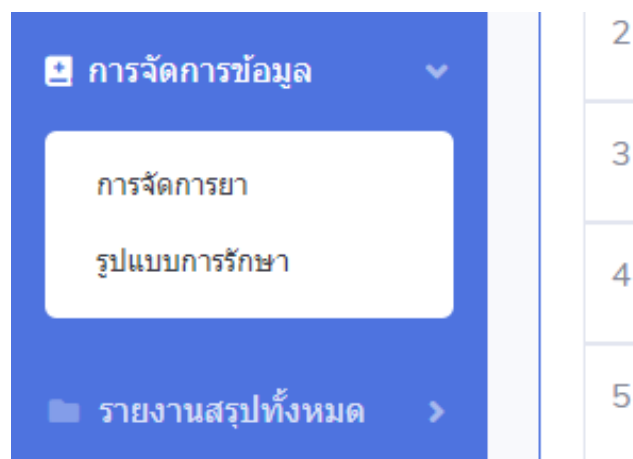 การจัดการข้อมูล
การจัดการยา
รูปแบบการรักษา
รายงานสรุปทั้งหมด
2
3
4
5